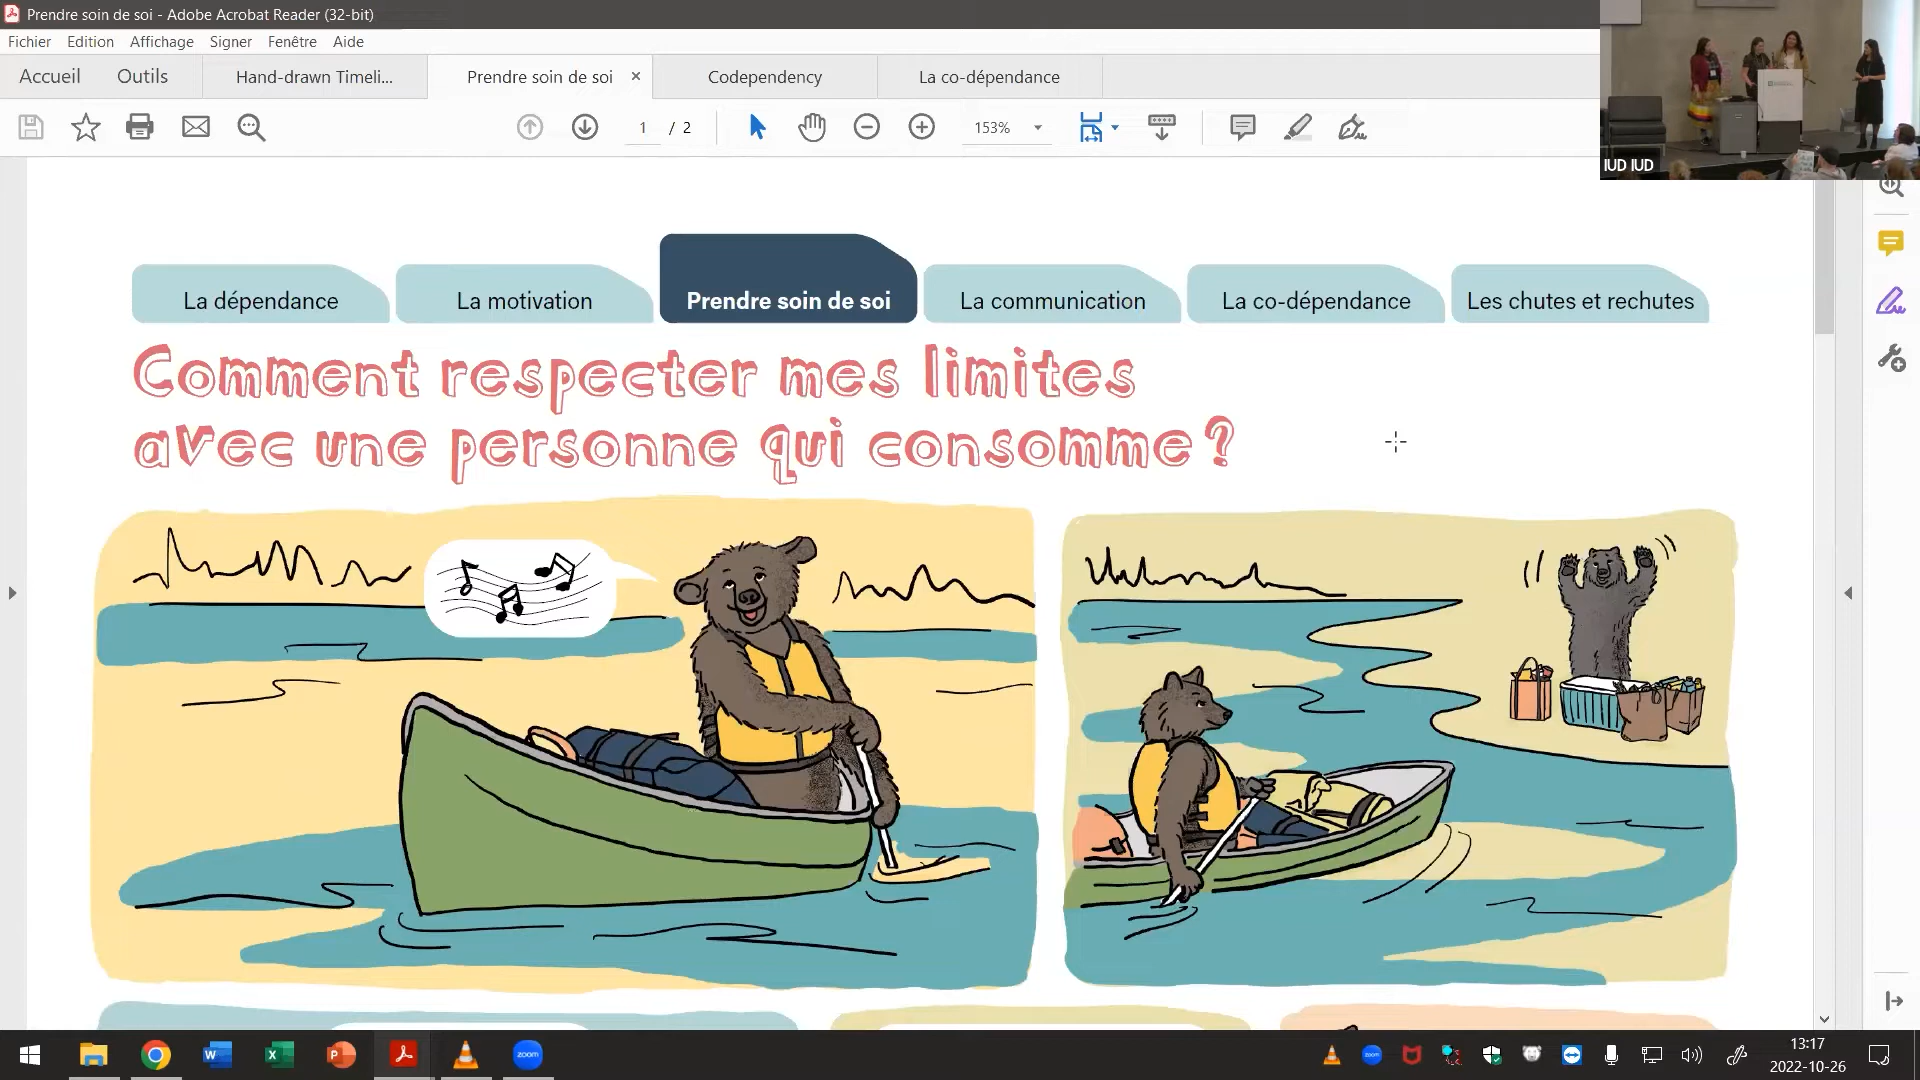 Prendre soin de soi - Adobe Acrobat Reader (32-bit)
Fichier Edition Affichage Signer Fenêtre Aide
Accueil Outils Hand-drawn Timeli... Prendre soin de soi Codependency La co-dépendance
1 / 2 153%
IUD IUD
La dépendance La motivation Prendre soin de soi La communication La co-dépendance Les chutes et rechutes
Comment respecter mes limites
avec une personne qui consomme ?
zoom
13:17
2022-10-26